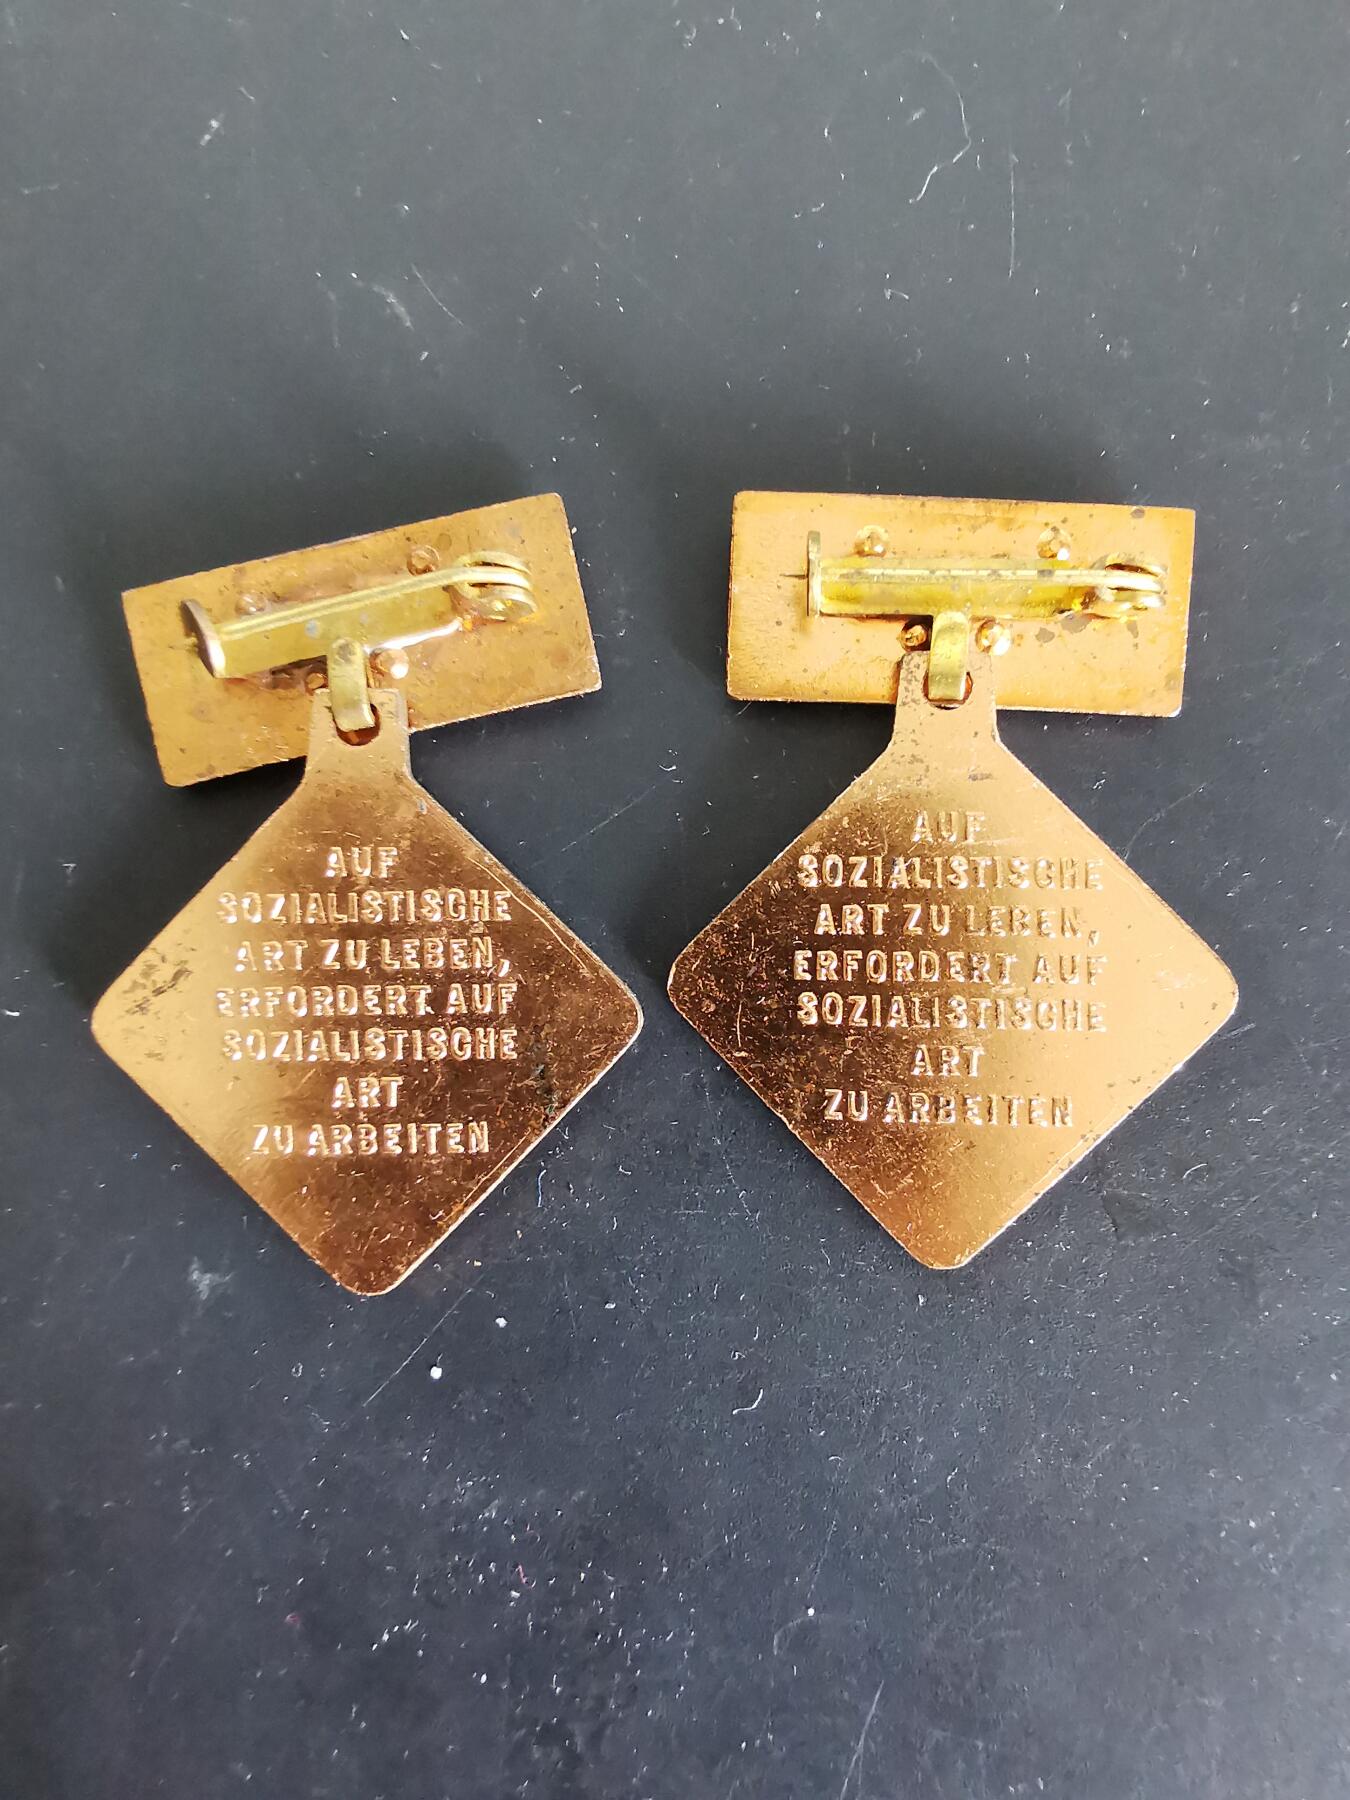 AUF
SOZIALISTISCHE
ART ZU LEBEN,
ERFORDERT AUF
SOZIALISTISCHE
ART
ZU ARBEITEN
AUF
SOZIALISTISCHE
ART ZU LEBEN,
ERFORDERT AUF
SOZIALISTISCHE
ART
ZU ARBEITEN